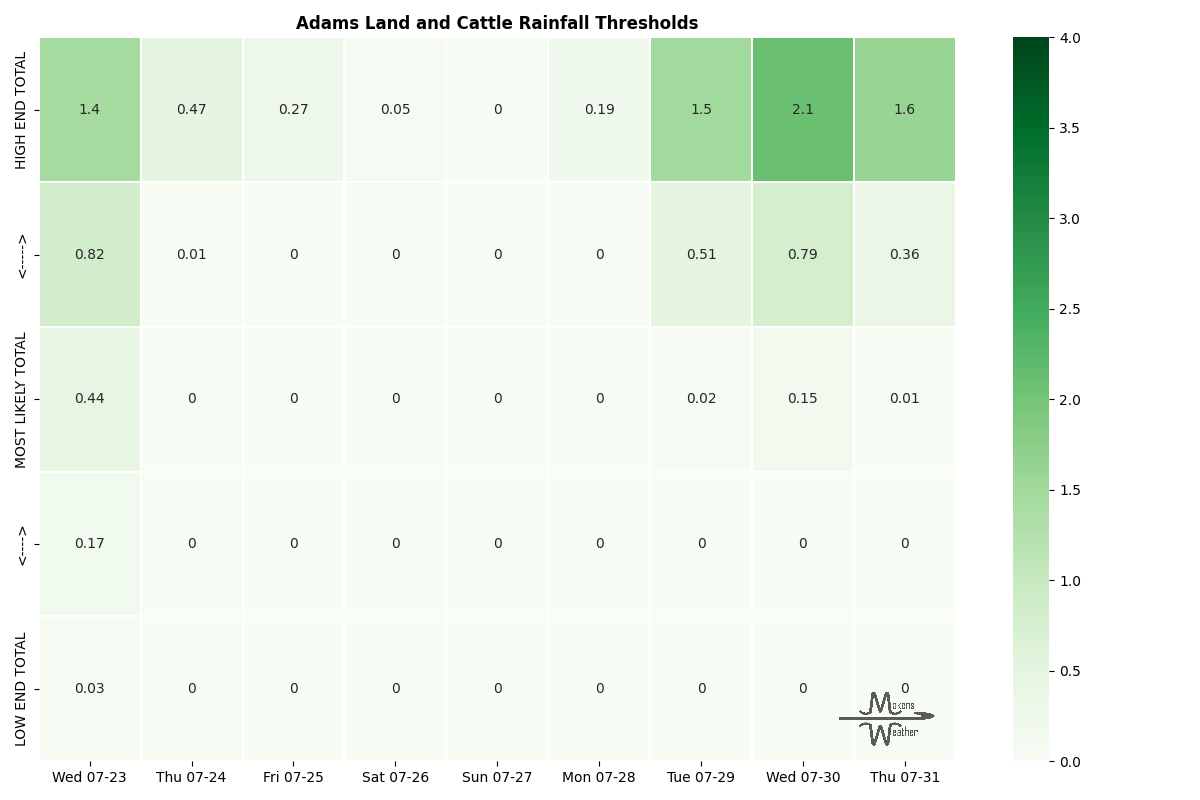 Adams Land and Cattle Rainfall Thresholds
HIGH END TOTAL
1.4 0.47 0.27 0.05 0 0.19 1.5 2.1 1.6
<----->
0.82 0.01 0 0 0 0 0.51 0.79 0.36
MOST LIKELY TOTAL
0.44 0 0 0 0 0 0.02 0.15 0.01
<---->
0.17 0 0 0 0 0 0 0 0
LOW END TOTAL
0.03 0 0 0 0 0 0 0 0
Wed 07-23 Thu 07-24 Fri 07-25 Sat 07-26 Sun 07-27 Mon 07-28 Tue 07-29 Wed 07-30 Thu 07-31
4.0
3.5
3.0
2.5
2.0
1.5
1.0
0.5
0.0
Makens
Weather